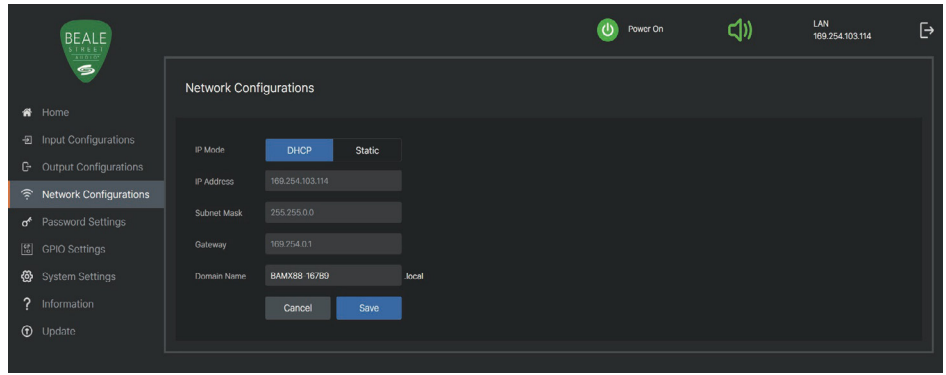 BEALE
STREET
AUDIO
Power On
LAN
169.254.103.114
Network Configurations
Home
Input Configurations
Output Configurations
Network Configurations
Password Settings
GPIO Settings
System Settings
Information
Update
IP Mode DHCP Static
IP Address 169.254.103.114
Subnet Mask 255.255.0.0
Gateway 169.254.0.1
Domain Name BAMX88-167B9 .local
Cancel Save